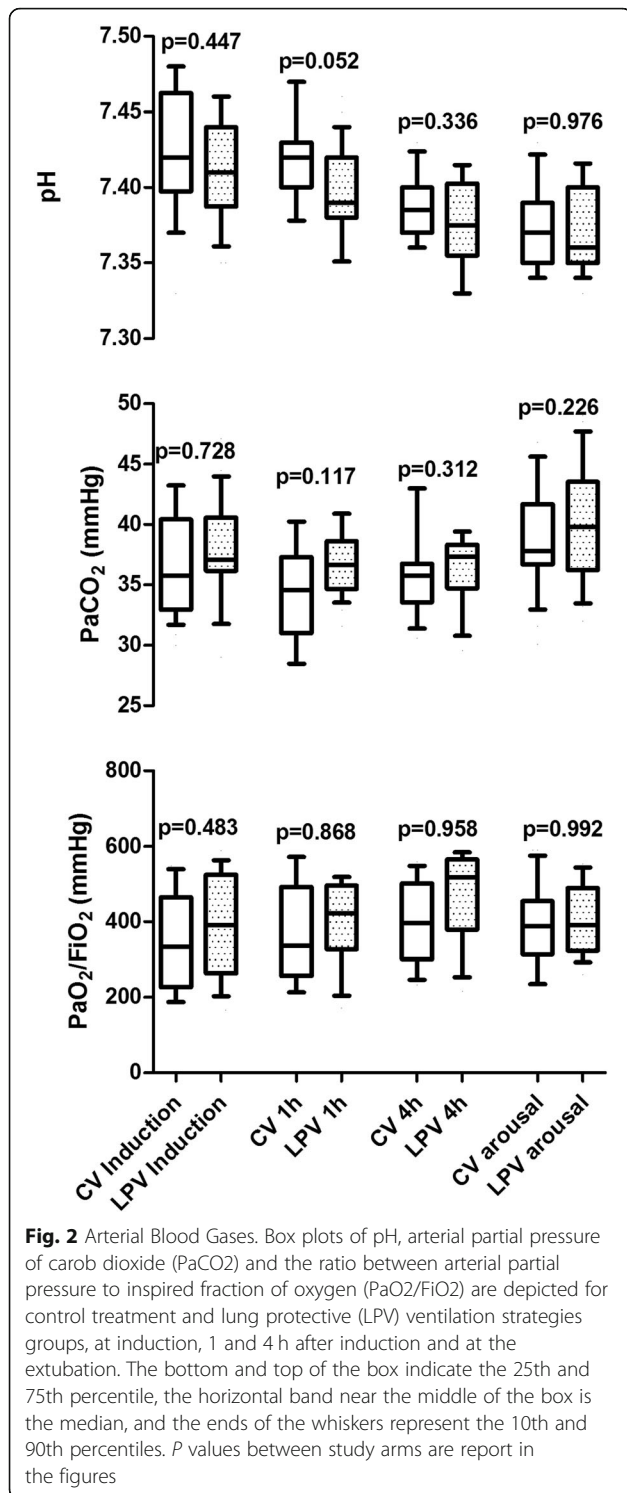 7.50
p=0.447
p=0.052
7.45
p=0.336
p=0.976
pH
7.40
7.35
7.30
50
p=0.226
p=0.728
45
p=0.117
p=0.312
PaCO2 (mmHg)
40
35
30
25
800
p=0.483
p=0.868
p=0.958
p=0.992
PaO2/FiO2 (mmHg)
600
400
200
0
CV Induction
LPV Induction
CV 1h
LPV 1h
CV 4h
LPV 4h
CV arousal
LPV arousal
Fig. 2 Arterial Blood Gases. Box plots of pH, arterial partial pressure
of carob dioxide (PaCO2) and the ratio between arterial partial
pressure to inspired fraction of oxygen (PaO2/FiO2) are depicted for
control treatment and lung protective (LPV) ventilation strategies
groups, at induction, 1 and 4 h after induction and at the
extubation. The bottom and top of the box indicate the 25th and
75th percentile, the horizontal band near the middle of the box is
the median, and the ends of the whiskers represent the 10th and
90th percentiles. P values between study arms are report in
the figures